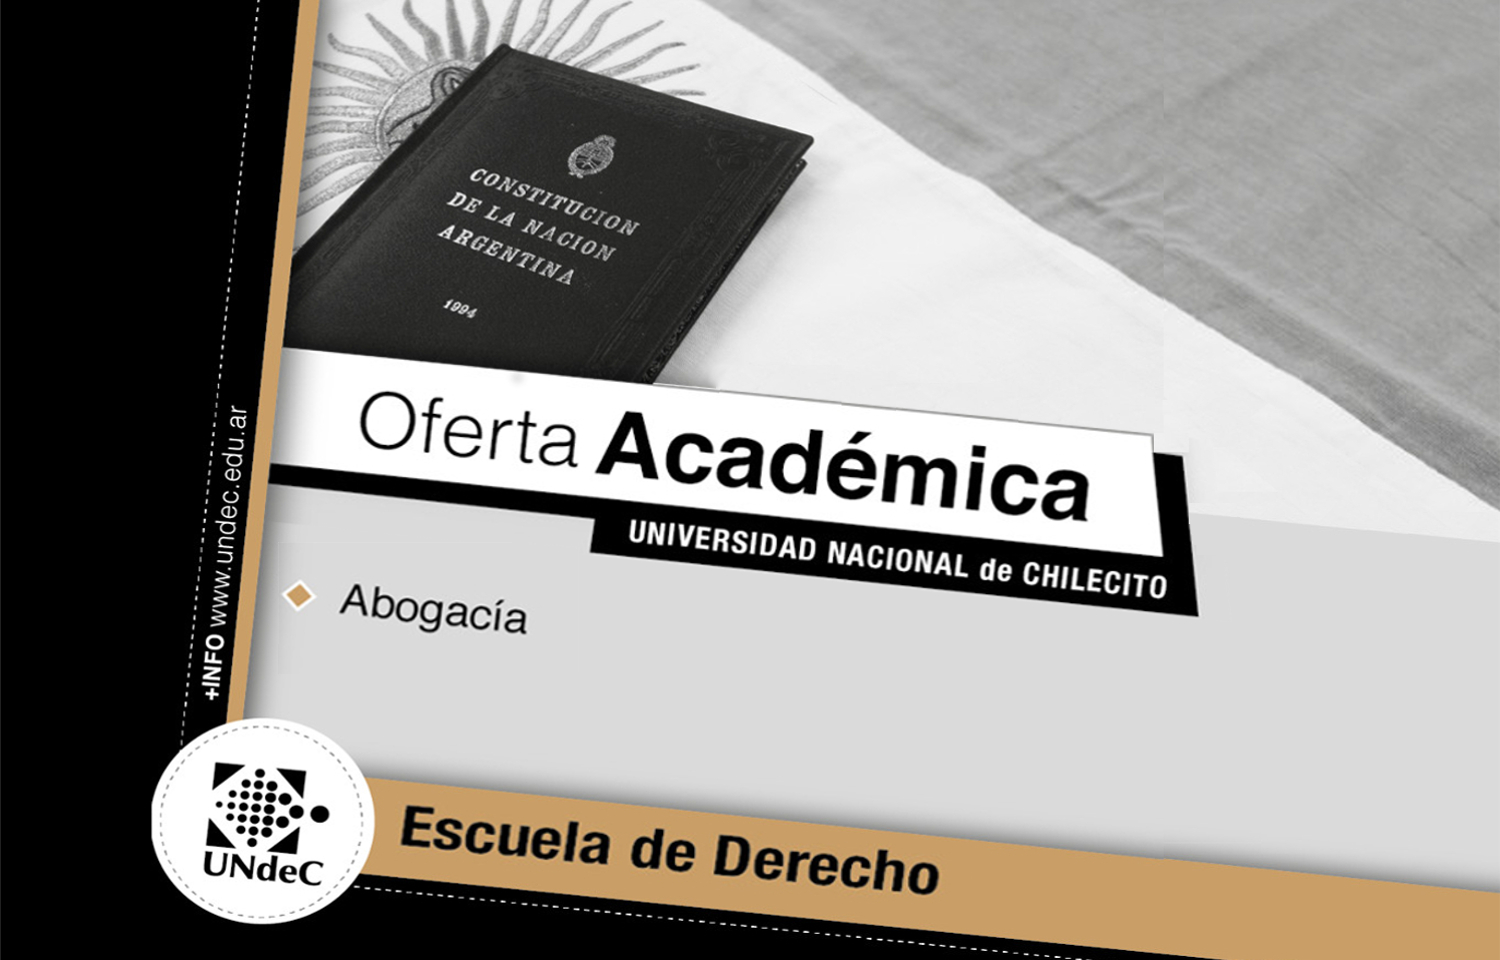 CONSTITUCION
DE LA NACION
ARGENTINA
1994
Oferta Académica
UNIVERSIDAD NACIONAL de CHILECITO
Abogacía
+INFO www.undec.edu.ar
UNdeC
Escuela de Derecho